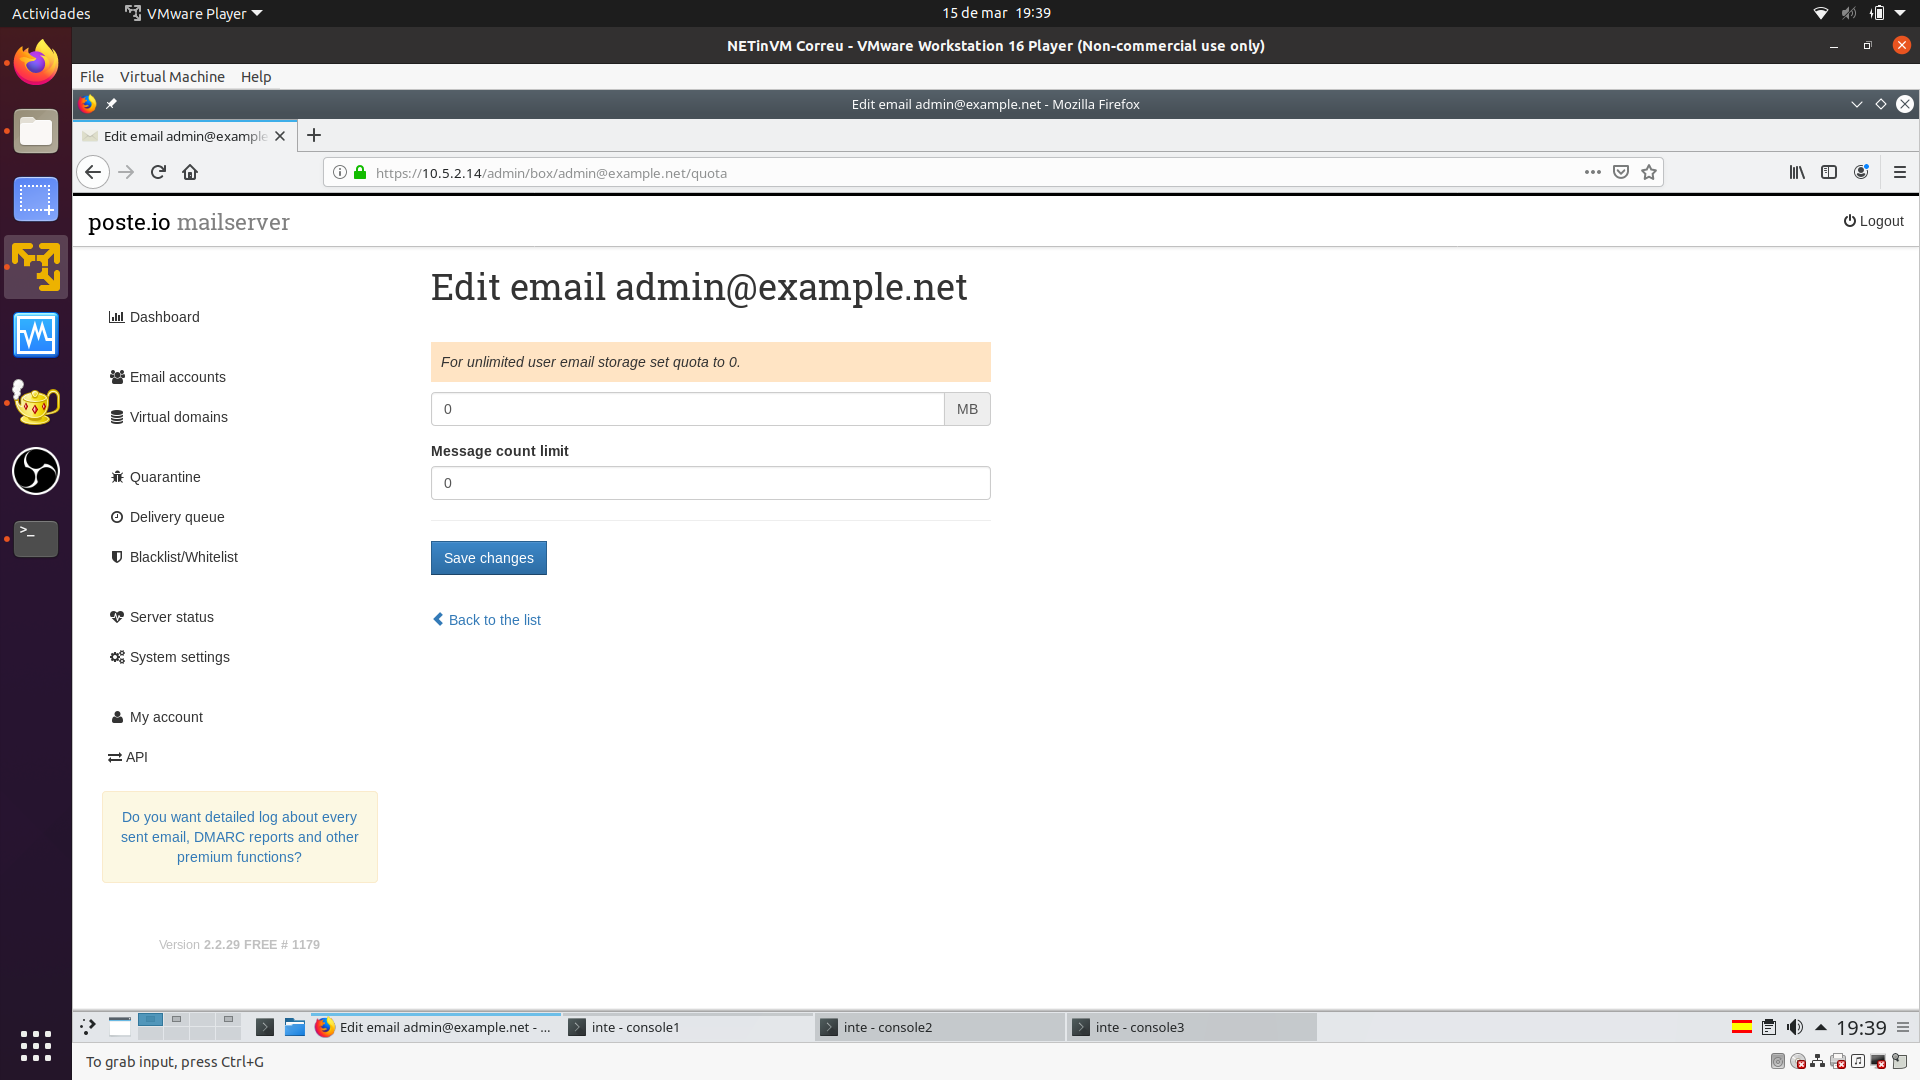 Actividades
VMware Player
15 de mar 19:39
NETinVM Correu - VMware Workstation 16 Player (Non-commercial use only)
File Virtual Machine Help
Edit email admin@example.net - Mozilla Firefox
Edit email admin@example
https://10.5.2.14/admin/box/admin@example.net/quota
poste.io mailserver
Logout
Edit email admin@example.net
Dashboard
Email accounts
Virtual domains
Quarantine
Delivery queue
Blacklist/Whitelist
Server status
System settings
My account
API
Do you want detailed log about every
sent email, DMARC reports and other
premium functions?
Version 2.2.29 FREE # 1179
For unlimited user email storage set quota to 0.
0 MB
Message count limit
0
Save changes
Back to the list
Edit email admin@example.net - ...
inte - console1
inte - console2
inte - console3
19:39
To grab input, press Ctrl+G